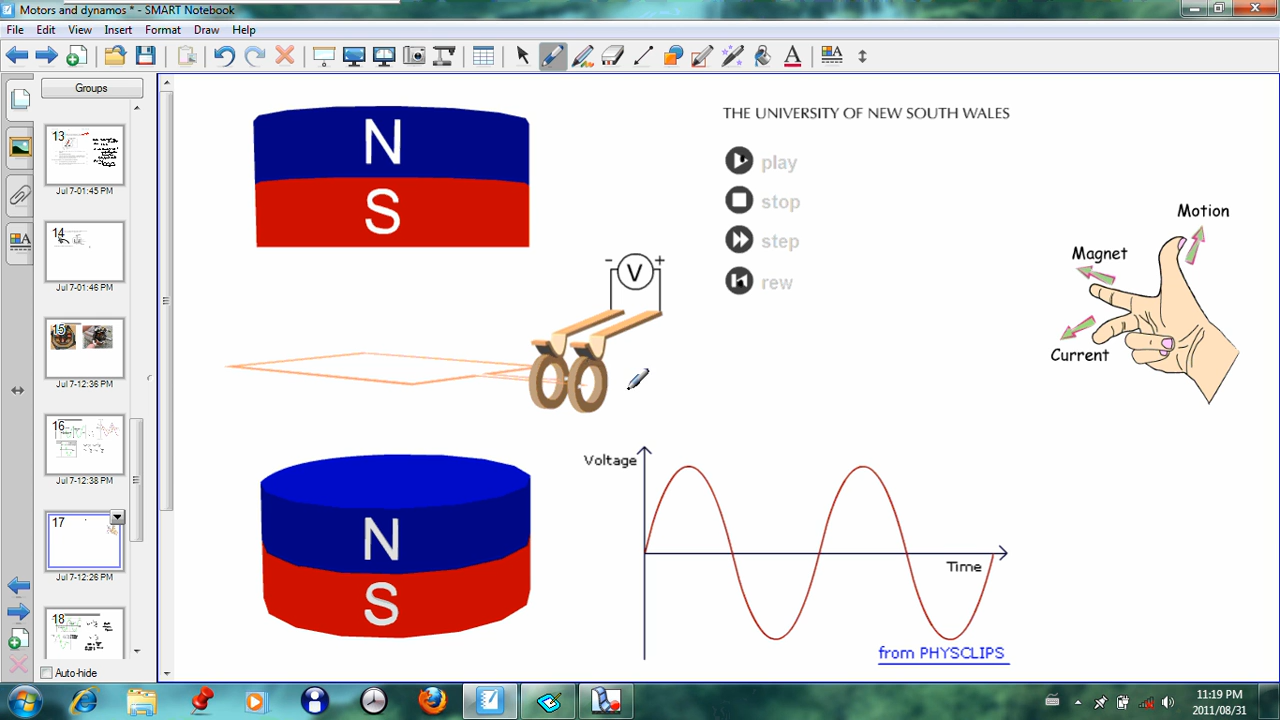 Motors and dynamos * - SMART Notebook
File Edit View Insert Format Draw Help
Groups
13
Jul 7-01:45 PM
14
Jul 7-01:46 PM
15
Jul 7-12:36 PM
16
Jul 7-12:38 PM
17
Jul 7-12:26 PM
18
Auto-hide
N
S
THE UNIVERSITY OF NEW SOUTH WALES
play
stop
step
rew
- V +
Motion
Magnet
Current
N
S
Voltage
Time
from PHYSCLIPS
11:19 PM
2011/08/31